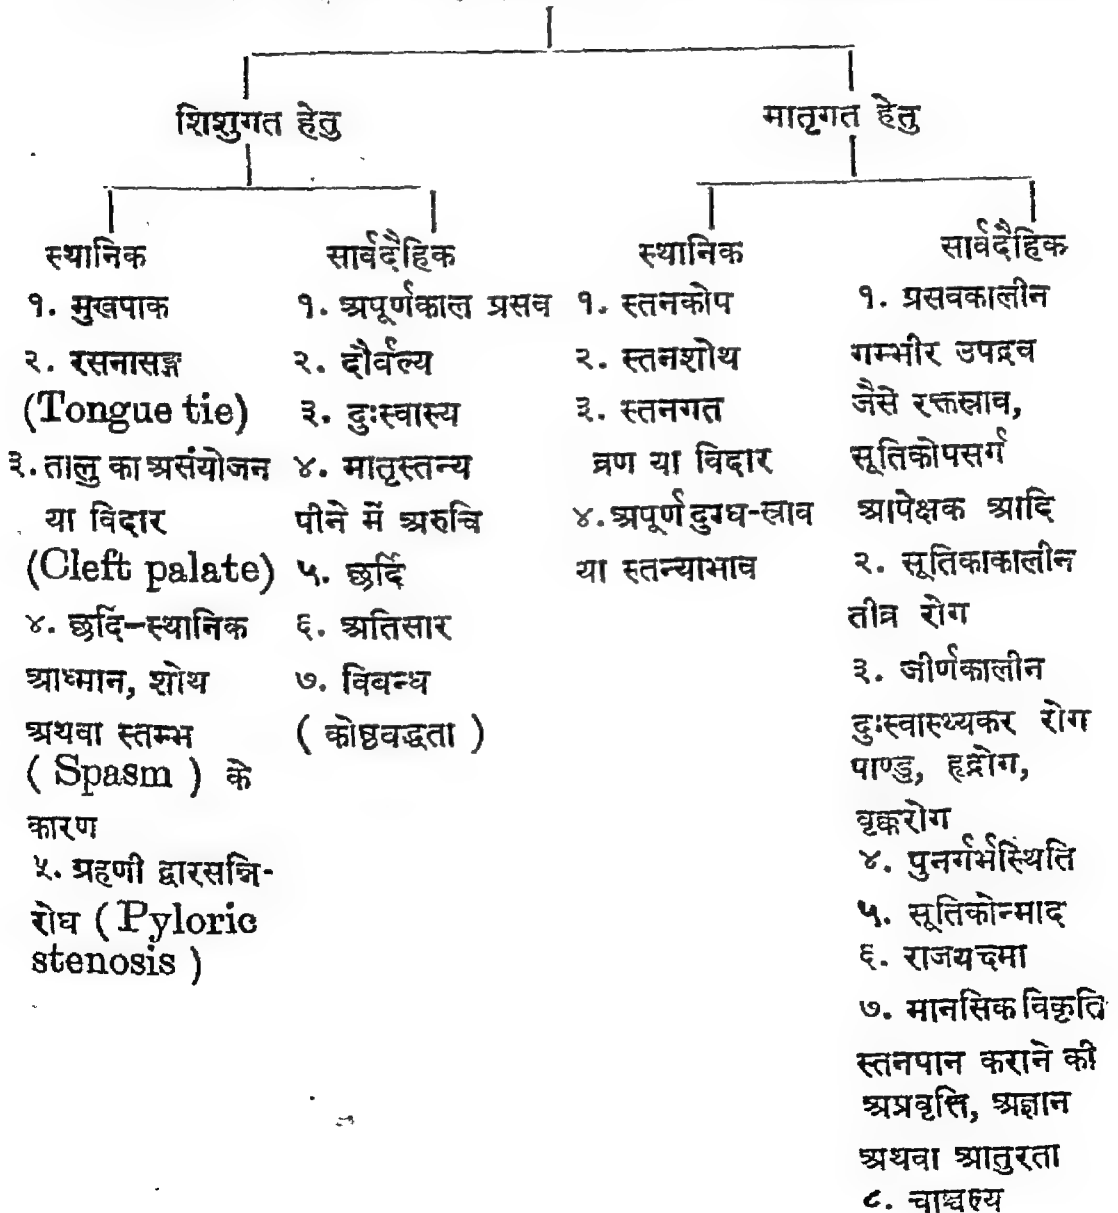 शिशुगत हेतु
मातृगत हेतु
स्थानिक
१. मुखपाक
२. रसनासङ्ग
(Tongue tie)
३. तालु का असंयोजन
या विदार
(Cleft palate)
४. छर्दि-स्थानिक
आध्मान, शोथ
अथवा स्तम्भ
( Spasm ) के
कारण
५. ग्रहणी द्वारसन्नि-
रोध ( Pyloric
stenosis )
सार्वदैहिक
१. अपूर्णकाल प्रसव
२. दौर्वल्य
३. दुःस्वास्य
४. मातृस्तन्य
पीने में अरुचि
५. छर्दि
६. अतिसार
७. विबन्ध
( कोष्ठवद्धता )
स्थानिक
१. स्तनकोप
२. स्तनशोथ
३. स्तनगत
व्रण या विदार
४. अपूर्ण दुग्ध-स्राव
या स्तन्याभाव
सार्वदैहिक
१. प्रसवकालीन
गम्भीर उपद्रव
जैसे रक्तस्राव,
सूतिकोपसर्ग
आपेक्षक आदि
२. सूतिकाकालीन
तीव्र रोग
३. जीर्णकालीन
दुःस्वास्थ्यकर रोग
पाण्डु, हृद्रोग,
वृक्करोग
४. पुनर्गर्भस्थिति
५. सूतिकोन्माद
६. राजयक्ष्मा
७. मानसिक विकृति
स्तनपान कराने की
अप्रवृत्ति, अज्ञान
अथवा आतुरता
८. चाञ्चल्य